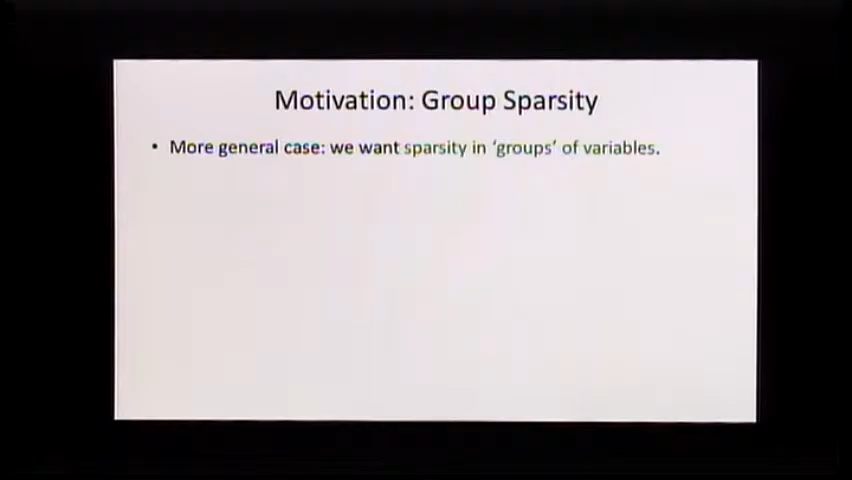 Motivation: Group Sparsity
• More general case: we want sparsity in ‘groups’ of variables.